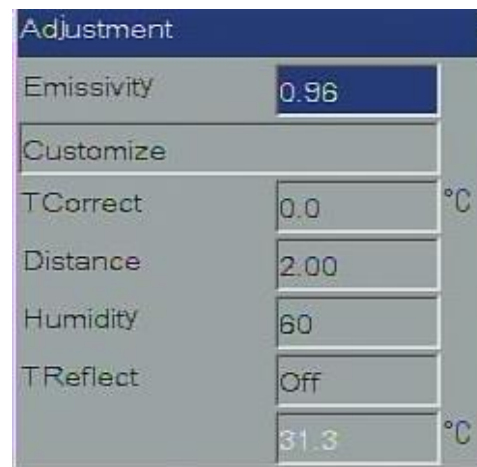 Adjustment
Emissivity 0.96
Customize
TCorrect 0.0 °C
Distance 2.00
Humidity 60
TReflect Off
31.3 °C